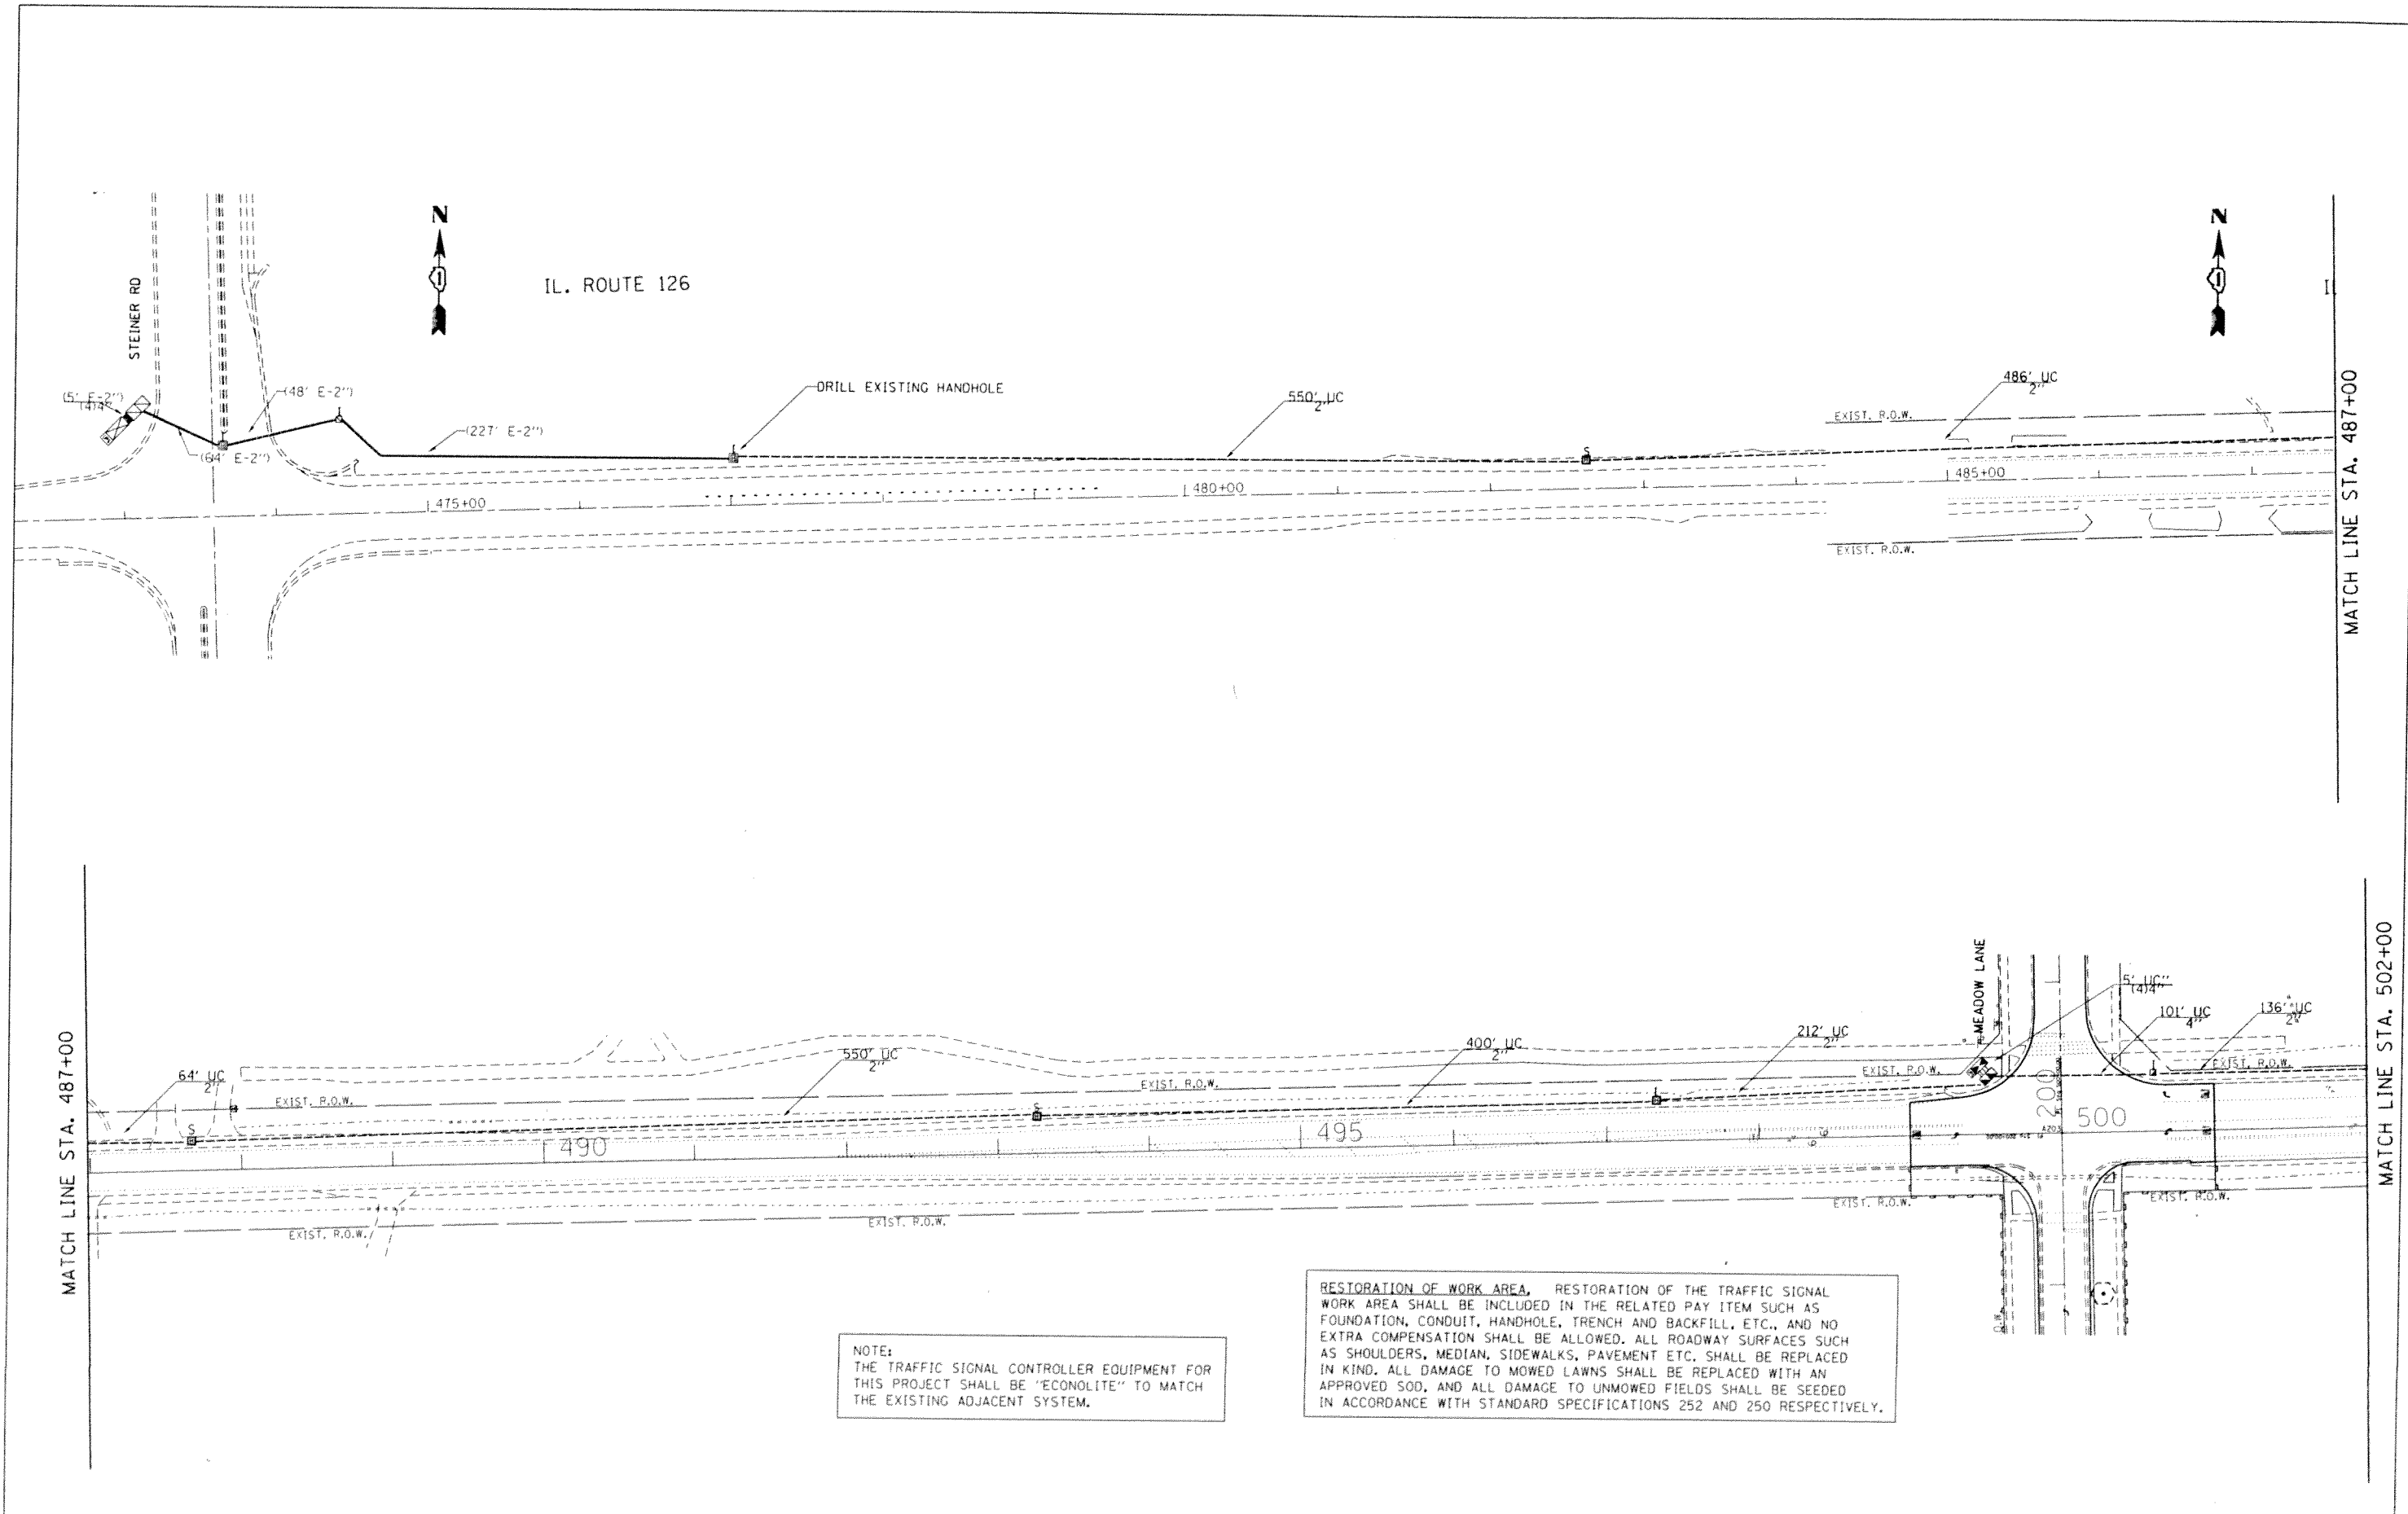 STEINER RD
N
IL. ROUTE 126
N
(5' E-2")
(4)4"
(48' E-2")
(64' E-2")
(227' E-2")
DRILL EXISTING HANDHOLE
550' UC
2"
486' UC
2"
EXIST. R.O.W.
S
475+00
480+00
485+00
EXIST. R.O.W.
MATCH LINE STA. 487+00
MATCH LINE STA. 487+00
64' UC
2"
EXIST. R.O.W.
S
550' UC
2"
S
EXIST. R.O.W.
400' UC
2"
212' UC
2"
EXIST. R.O.W.
MEADOW LANE
5' UC
(4)4"
101' UC
4"
136' UC
2"
EXIST. R.O.W.
490
495
200
500
EXIST. R.O.W.
EXIST. R.O.W.
EXIST. R.O.W.
EXIST. R.O.W.
MATCH LINE STA. 502+00
NOTE:
THE TRAFFIC SIGNAL CONTROLLER EQUIPMENT FOR
THIS PROJECT SHALL BE "ECONOLITE" TO MATCH
THE EXISTING ADJACENT SYSTEM.
RESTORATION OF WORK AREA. RESTORATION OF THE TRAFFIC SIGNAL
WORK AREA SHALL BE INCLUDED IN THE RELATED PAY ITEM SUCH AS
FOUNDATION, CONDUIT, HANDHOLE, TRENCH AND BACKFILL, ETC., AND NO
EXTRA COMPENSATION SHALL BE ALLOWED. ALL ROADWAY SURFACES SUCH
AS SHOULDERS, MEDIAN, SIDEWALKS, PAVEMENT ETC. SHALL BE REPLACED
IN KIND. ALL DAMAGE TO MOWED LAWNS SHALL BE REPLACED WITH AN
APPROVED SOD, AND ALL DAMAGE TO UNMOWED FIELDS SHALL BE SEEDED
IN ACCORDANCE WITH STANDARD SPECIFICATIONS 252 AND 250 RESPECTIVELY.